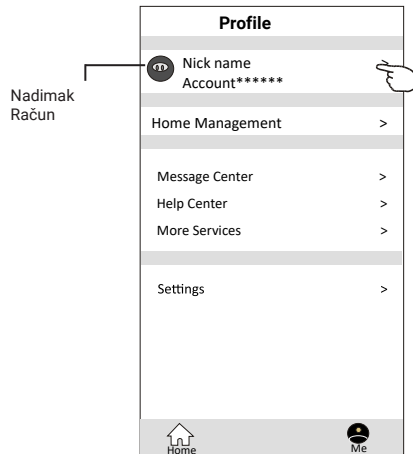 Profile
Nick name
Account******
Nadimak
Račun
Home Management >
Message Center >
Help Center >
More Services >
Settings >
Home
Me